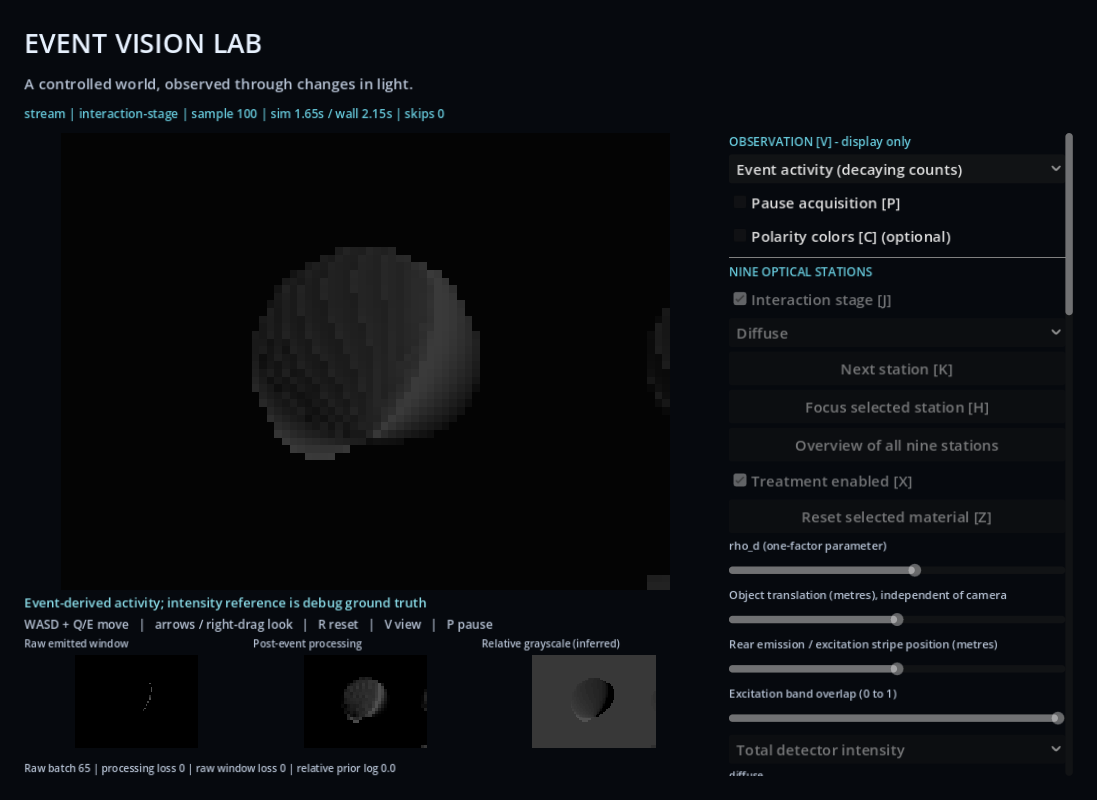 EVENT VISION LAB
A controlled world, observed through changes in light.
stream | interaction-stage | sample 100 | sim 1.65s / wall 2.15s | skips 0
OBSERVATION [V] - display only
Event activity (decaying counts)
Pause acquisition [P]
Polarity colors [C] (optional)
NINE OPTICAL STATIONS
Interaction stage [J]
Diffuse
Next station [K]
Focus selected station [H]
Overview of all nine stations
Treatment enabled [X]
Reset selected material [Z]
rho_d (one-factor parameter)
Object translation (metres), independent of camera
Rear emission / excitation stripe position (metres)
Excitation band overlap (0 to 1)
Total detector intensity
diffuse
Event-derived activity; intensity reference is debug ground truth
WASD + Q/E move | arrows / right-drag look | R reset | V view | P pause
Raw emitted window
Post-event processing
Relative grayscale (inferred)
Raw batch 65 | processing loss 0 | raw window loss 0 | relative prior log 0.0